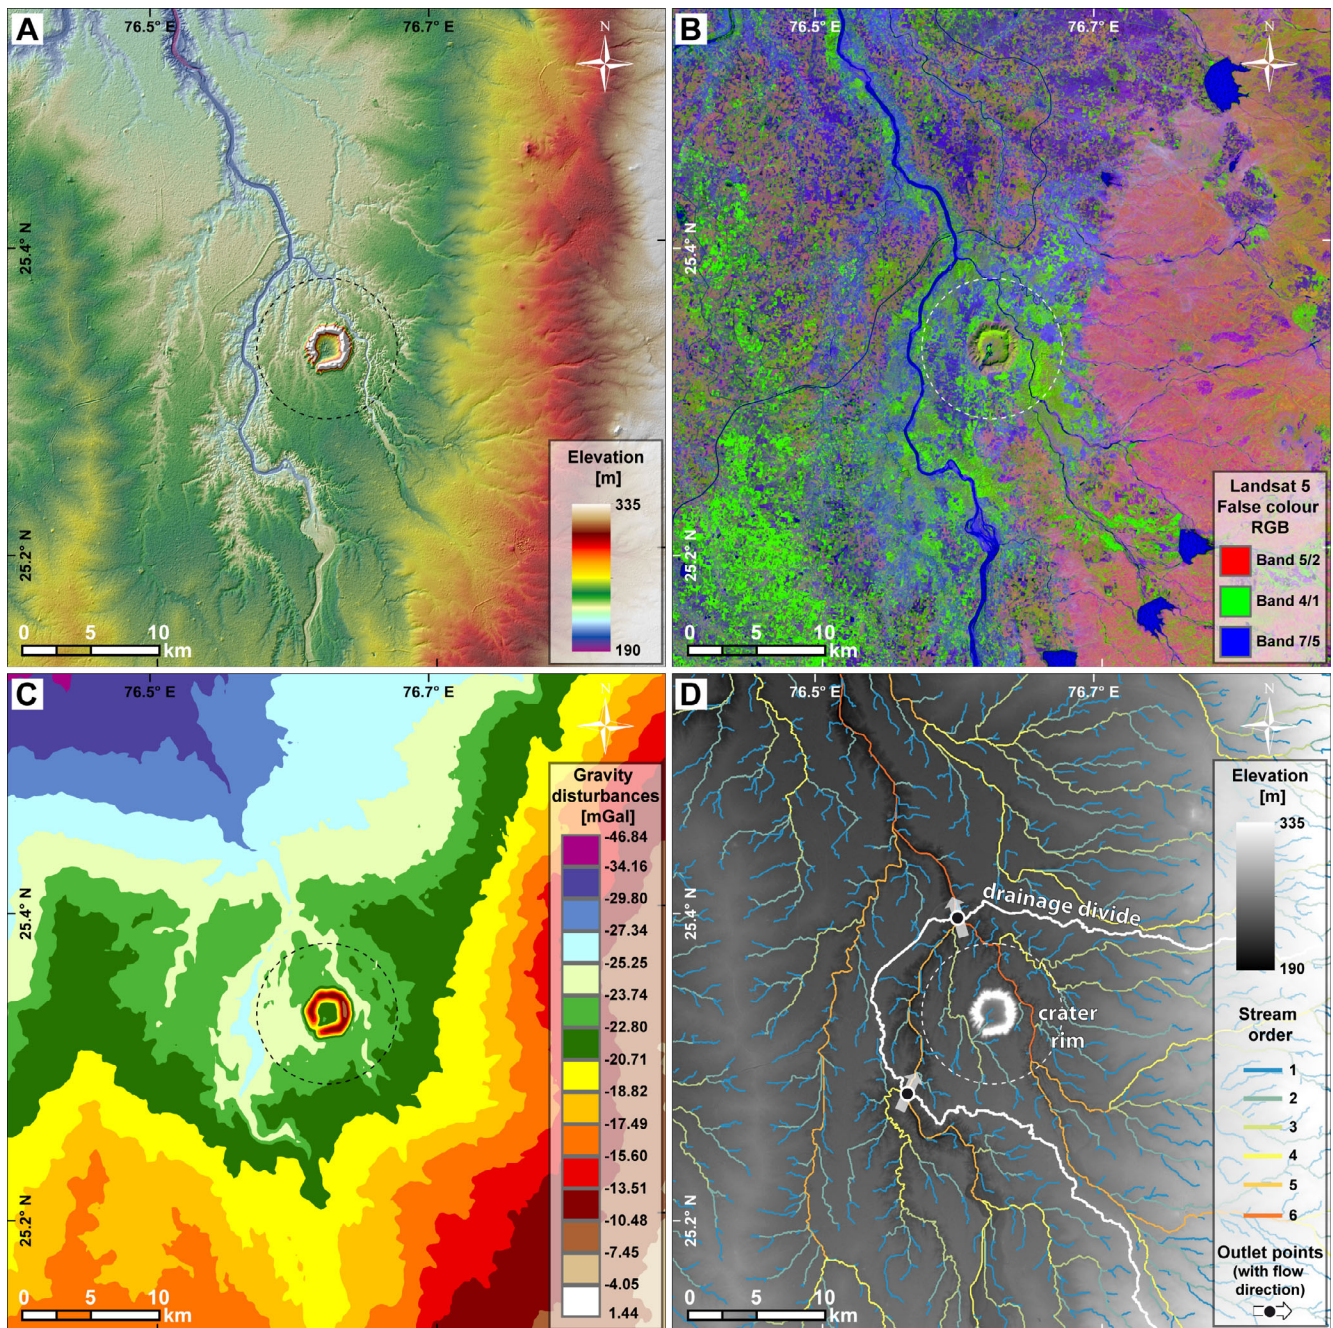 A
76.5° E
76.7° E
N
25.4° N
25.2° N
Elevation
[m]
335
190
0 5 10
km
B
76.5° E
76.7° E
N
25.4° N
25.2° N
Landsat 5
False colour
RGB
Band 5/2
Band 4/1
Band 7/5
0 5 10
km
C
76.5° E
76.7° E
N
25.4° N
25.2° N
Gravity
disturbances
[mGal]
-46.84
-34.16
-29.80
-27.34
-25.25
-23.74
-22.80
-20.71
-18.82
-17.49
-15.60
-13.51
-10.48
-7.45
-4.05
1.44
0 5 10
km
D
76.5° E
76.7° E
N
25.4° N
25.2° N
drainage divide
crater
rim
Elevation
[m]
335
190
Stream
order
1
2
3
4
5
6
Outlet points
(with flow
direction)
0 5 10
km